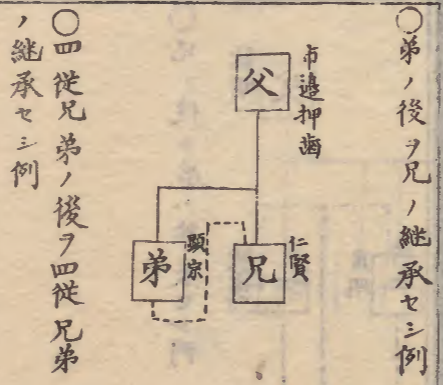 ○弟ノ後ヲ兄ノ継承セシ例
市邊押歯
父
仁賢
兄
顕宗
弟
○四従兄弟ノ後ヲ四従兄弟
ノ継承セシ例